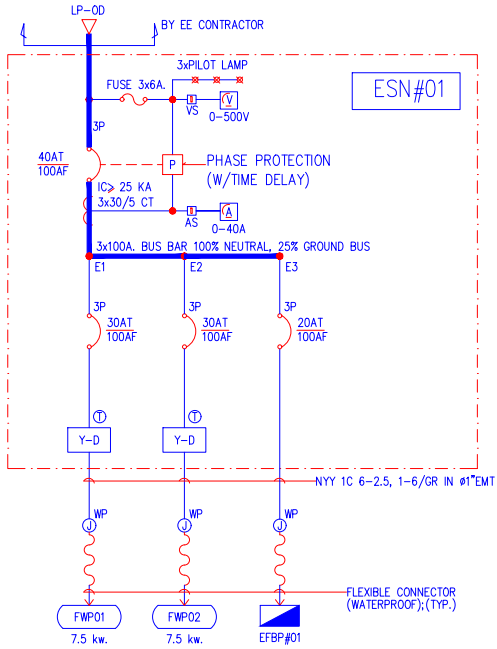 LP-0D
BY EE CONTRACTOR
3xPILOT LAMP
ESN#01
FUSE 3x6A.
V
VS
0-500V
3P
40AT
100AF
P
PHASE PROTECTION
(W/TIME DELAY)
IC≥ 25 KA
3x30/5 CT
A
AS
0-40A
3x100A. BUS BAR 100% NEUTRAL, 25% GROUND BUS
E1
E2
E3
3P
3P
3P
30AT
100AF
30AT
100AF
20AT
100AF
T
T
Y-D
Y-D
NYY 1C 6-2.5, 1-6/GR IN ø1"EMT
WP
WP
WP
J
J
J
FLEXIBLE CONNECTOR
(WATERPROOF);(TYP.)
FWP01
FWP02
7.5 kw.
7.5 kw.
EFBP#01